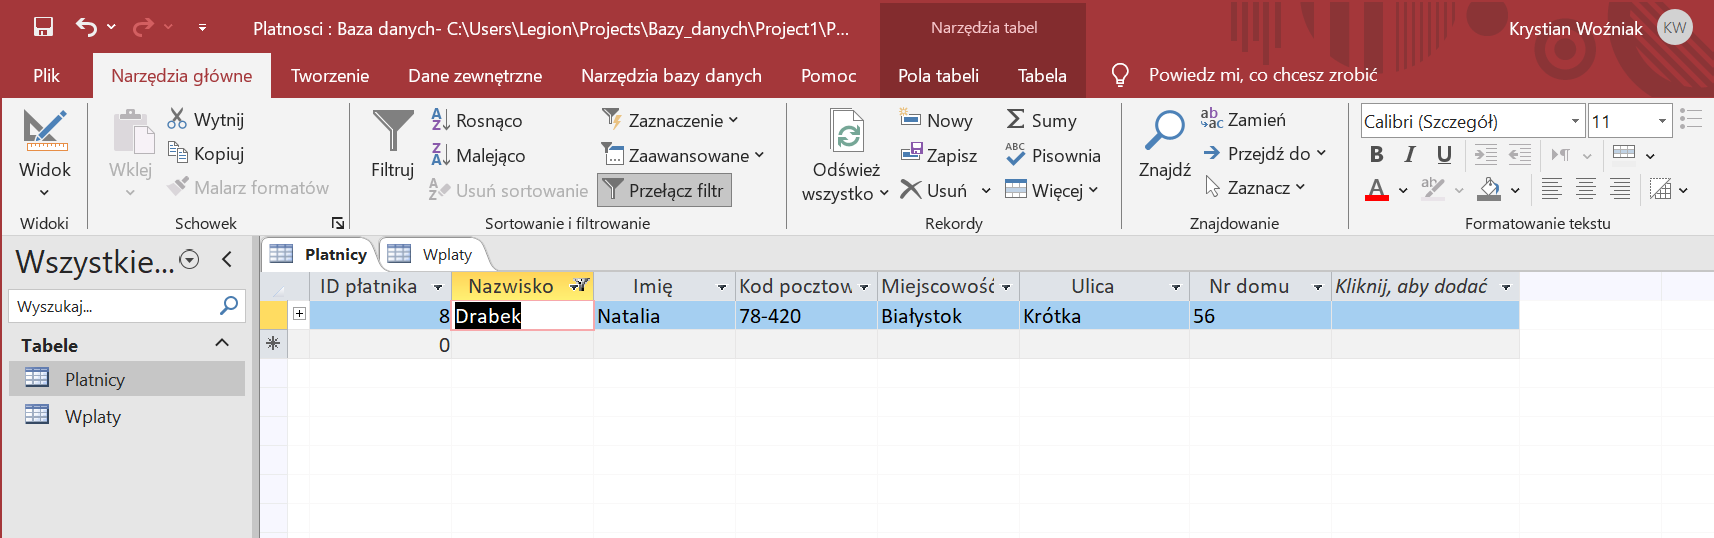 Platnosci : Baza danych- C:\Users\Legion\Projects\Bazy_danych\Project1\P...
Narzędzia tabel
Krystian Woźniak
KW
Plik
Narzędzia główne
Tworzenie
Dane zewnętrzne
Narzędzia bazy danych
Pomoc
Pola tabeli
Tabela
Powiedz mi, co chcesz zrobić
Widok
Widoki
Wklej
Wytnij
Kopiuj
Malarz formatów
Schowek
Filtruj
Rosnąco
Malejąco
Usuń sortowanie
Zaznaczenie
Zaawansowane
Przełącz filtr
Sortowanie i filtrowanie
Odśwież
wszystko
Nowy
Zapisz
Usuń
Sumy
Pisownia
Więcej
Rekordy
Znajdź
Zamień
Przejdź do
Zaznacz
Znajdowanie
Calibri (Szczegół)
11
B I U
A
Formatowanie tekstu
Wszystkie...
Wyszukaj...
Tabele
Platnicy
Wplaty
Platnicy
Wplaty
ID płatnika Nazwisko Imię Kod pocztow Miejscowość Ulica Nr domu Kliknij, aby dodać
8 Drabek Natalia 78-420 Białystok Krótka 56
0